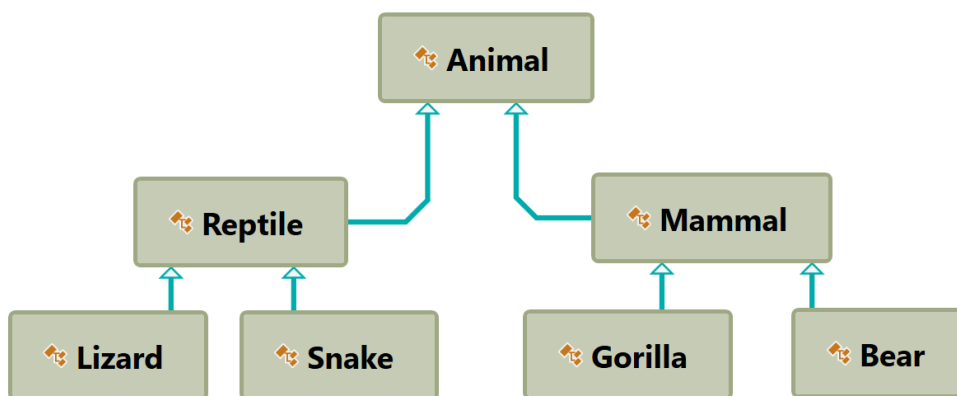 Animal
Reptile
Mammal
Lizard
Snake
Gorilla
Bear